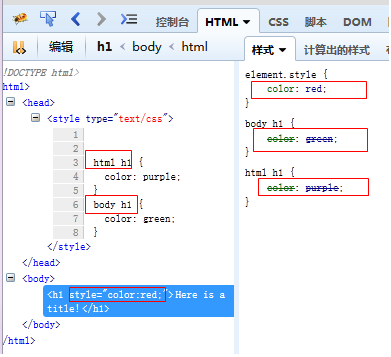 控制台 HTML CSS 脚本 DOM
编辑 h1 < body < html
样式 计算出的样式
!DOCTYPE html>
html>
<head>
<style type="text/css">
1
2
3 html h1 {
4 color: purple;
5 }
6 body h1 {
7 color: green;
8 }
</style>
</head>
<body>
<h1 style="color:red;">Here is a
title!</h1>
</body>
/html>
element.style {
color: red;
}
body h1 {
color: green;
}
html h1 {
color: purple;
}